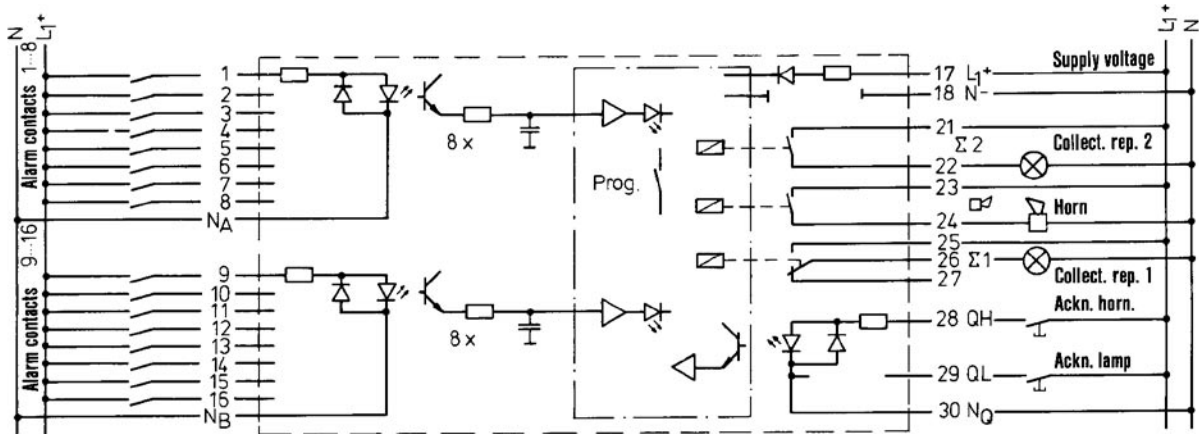 N
L1+
Alarm contacts 1...8
1
2
3
4
5
6
7
8
NA
8 x
Alarm contacts 9...16
9
10
11
12
13
14
15
16
NB
8 x
Prog.
17 L1+ Supply voltage
18 N-
21
Σ2 Collect. rep. 2
22
23
Horn
24
25
26 Σ1
27
Collect. rep. 1
Ackn. horn.
28 QH
Ackn. lamp
29 QL
30 NQ
L1+
N